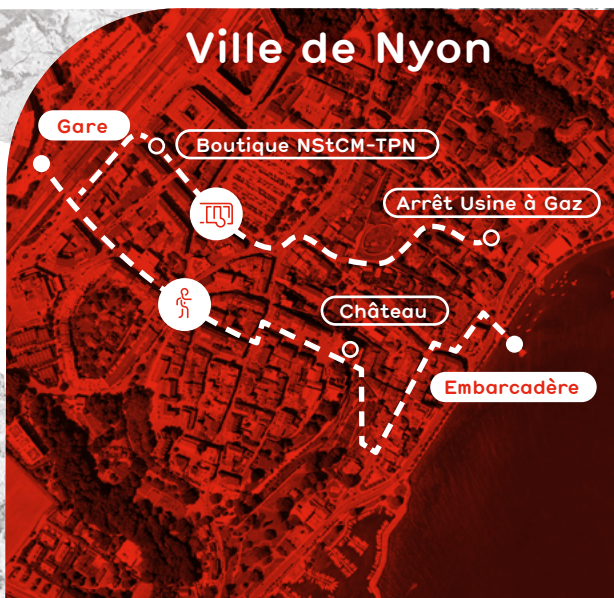 Ville de Nyon
Gare
Boutique NStCM-TPN
Arrêt Usine à Gaz
Château
Embarcadère